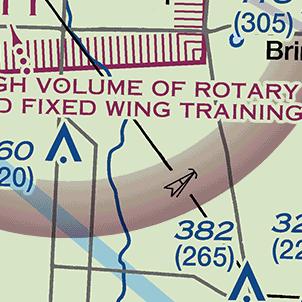 (305)
Bri
GH VOLUME OF ROTARY
D FIXED WING TRAINING
60
20)
382
(265)
32
(22